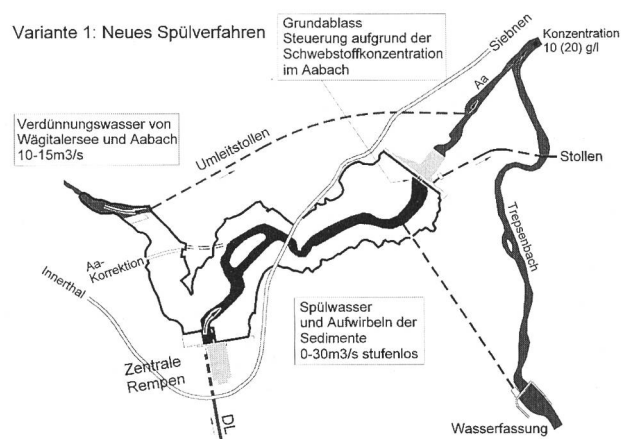 Variante 1: Neues Spülverfahren
Grundablass
Steuerung aufgrund der
Schwebstoffkonzentration
im Aabach
Siebnen
Konzentration
10 (20) g/l
Aa
Verdünnungswasser von
Wägitalersee und Aabach
10-15m3/s
Umleitstollen
Stollen
Trepsenbach
Aa-
Korrektion
Innerthal
Spülwasser
und Aufwirbeln der
Sedimente
0-30m3/s stufenlos
Zentrale
Rempen
DL
Wasserfassung